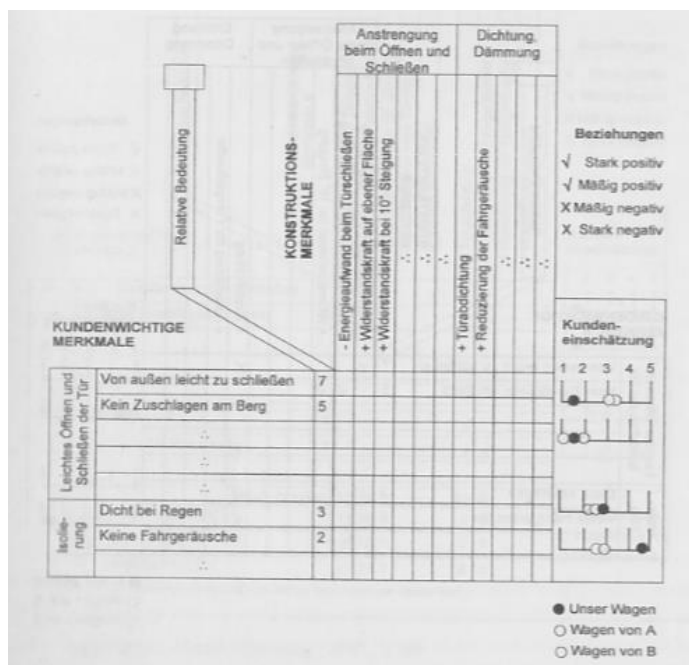 Anstrengung
beim Öffnen und
Schließen
Dichtung,
Dämmung
Relative Bedeutung
KONSTRUKTIONS-
MERKMALE
- Energieaufwand beim Türschließen
+ Widerstandskraft auf ebener Fläche
+ Widerstandskraft bei 10° Steigung
∴
∴
∴
+ Türabdichtung
+ Reduzierung der Fahrgeräusche
∴
∴
∴
Beziehungen
√ Stark positiv
√ Mäßig positiv
X Mäßig negativ
X Stark negativ
KUNDENWICHTIGE
MERKMALE
Kunden-
einschätzung
1 2 3 4 5
Leichtes Öffnen und
Schließen der Tür
Von außen leicht zu schließen 7
Kein Zuschlagen am Berg 5
∴
∴
∴
Isolie-
rung
Dicht bei Regen 3
Keine Fahrgeräusche 2
∴
Unser Wagen
Wagen von A
Wagen von B